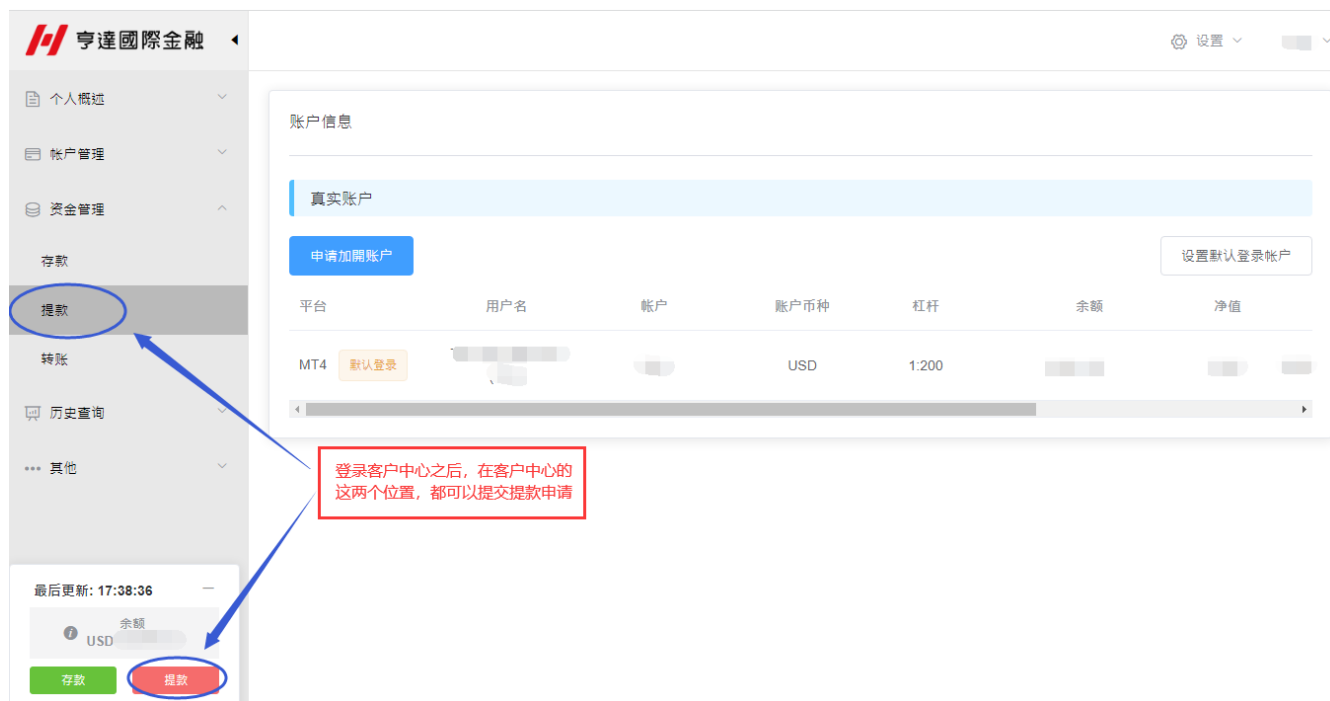 亨達國際金融
设置
个人概述
帐户管理
资金管理
存款
提款
转账
历史查询
其他
账户信息
真实账户
申请加開账户
设置默认登录帐户
平台 用户名 帐户 账户币种 杠杆 余额 净值
MT4 默认登录 USD 1:200
登录客户中心之后，在客户中心的
这两个位置，都可以提交提款申请
最后更新: 17:38:36
余额
USD
存款 提款